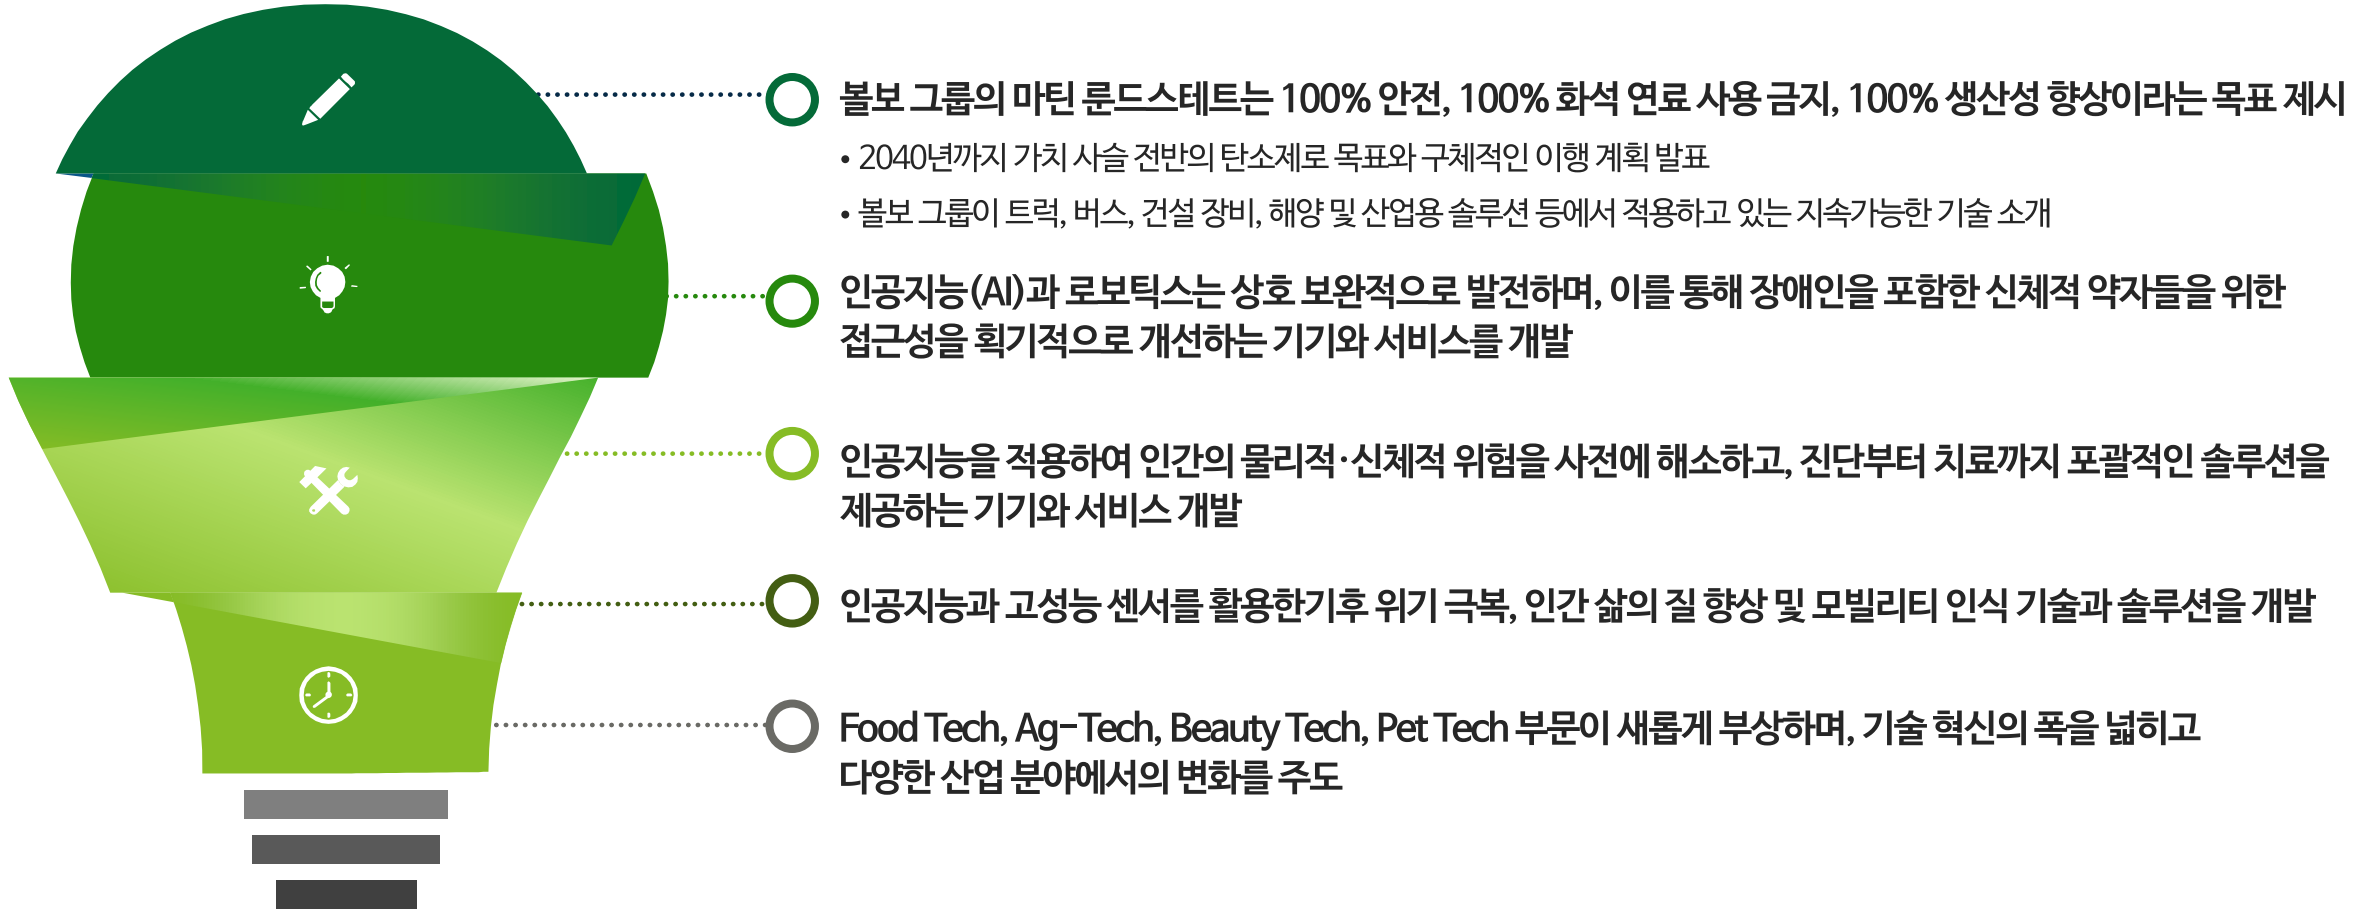 볼보 그룹의 마틴 룬드스테트는 100% 안전, 100% 화석 연료 사용 금지, 100% 생산성 향상이라는 목표 제시
• 2040년까지 가치 사슬 전반의 탄소제로 목표와 구체적인 이행 계획 발표
• 볼보 그룹이 트럭, 버스, 건설 장비, 해양 및 산업용 솔루션 등에서 적용하고 있는 지속가능한 기술 소개
인공지능(AI)과 로보틱스는 상호 보완적으로 발전하며, 이를 통해 장애인을 포함한 신체적 약자들을 위한
접근성을 획기적으로 개선하는 기기와 서비스를 개발
인공지능을 적용하여 인간의 물리적·신체적 위험을 사전에 해소하고, 진단부터 치료까지 포괄적인 솔루션을
제공하는 기기와 서비스 개발
인공지능과 고성능 센서를 활용한기후 위기 극복, 인간 삶의 질 향상 및 모빌리티 인식 기술과 솔루션을 개발
Food Tech, Ag-Tech, Beauty Tech, Pet Tech 부문이 새롭게 부상하며, 기술 혁신의 폭을 넓히고
다양한 산업 분야에서의 변화를 주도